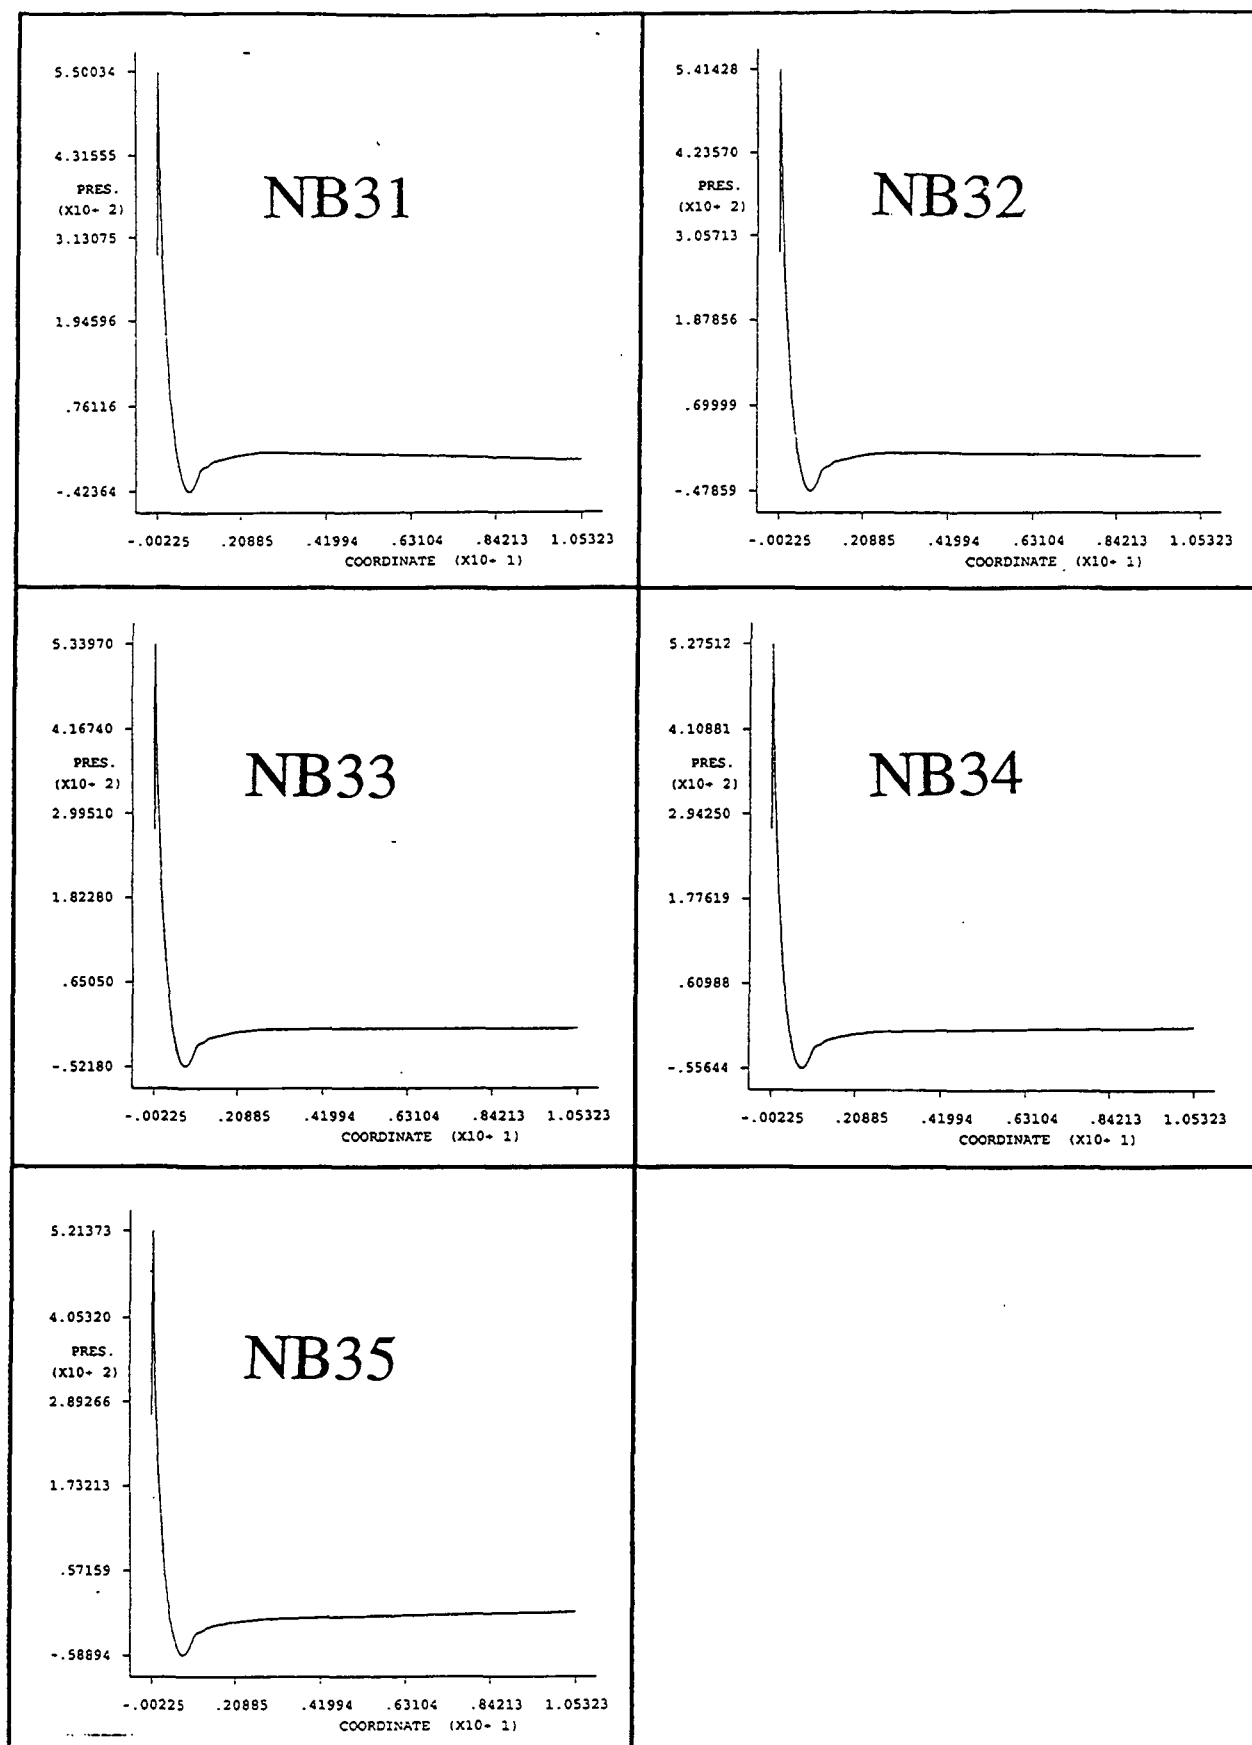 5.50034
4.31555
PRES.
(X10+ 2)
3.13075
1.94596
.76116
-.42364
NB31
-.00225 .20885 .41994 .63104 .84213 1.05323
COORDINATE (X10+ 1)
5.41428
4.23570
PRES.
(X10+ 2)
3.05713
1.87856
.69999
-.47859
NB32
-.00225 .20885 .41994 .63104 .84213 1.05323
COORDINATE (X10+ 1)
5.33970
4.16740
PRES.
(X10+ 2)
2.99510
1.82280
.65050
-.52180
NB33
-.00225 .20885 .41994 .63104 .84213 1.05323
COORDINATE (X10+ 1)
5.27512
4.10881
PRES.
(X10+ 2)
2.94250
1.77619
.60988
-.55644
NB34
-.00225 .20885 .41994 .63104 .84213 1.05323
COORDINATE (X10+ 1)
5.21373
4.05320
PRES.
(X10+ 2)
2.89266
1.73213
.57159
-.58894
NB35
-.00225 .20885 .41994 .63104 .84213 1.05323
COORDINATE (X10+ 1)